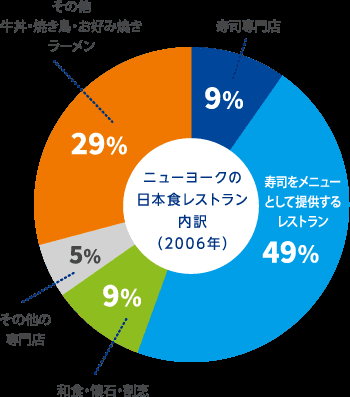 その他
牛丼・焼き鳥・お好み焼き
ラーメン
寿司専門店
9%
29%
ニューヨークの
日本食レストラン
内訳
（2006年）
寿司をメニュー
として提供する
レストラン
49%
5%
9%
その他の
専門店
和食・懐石・割烹